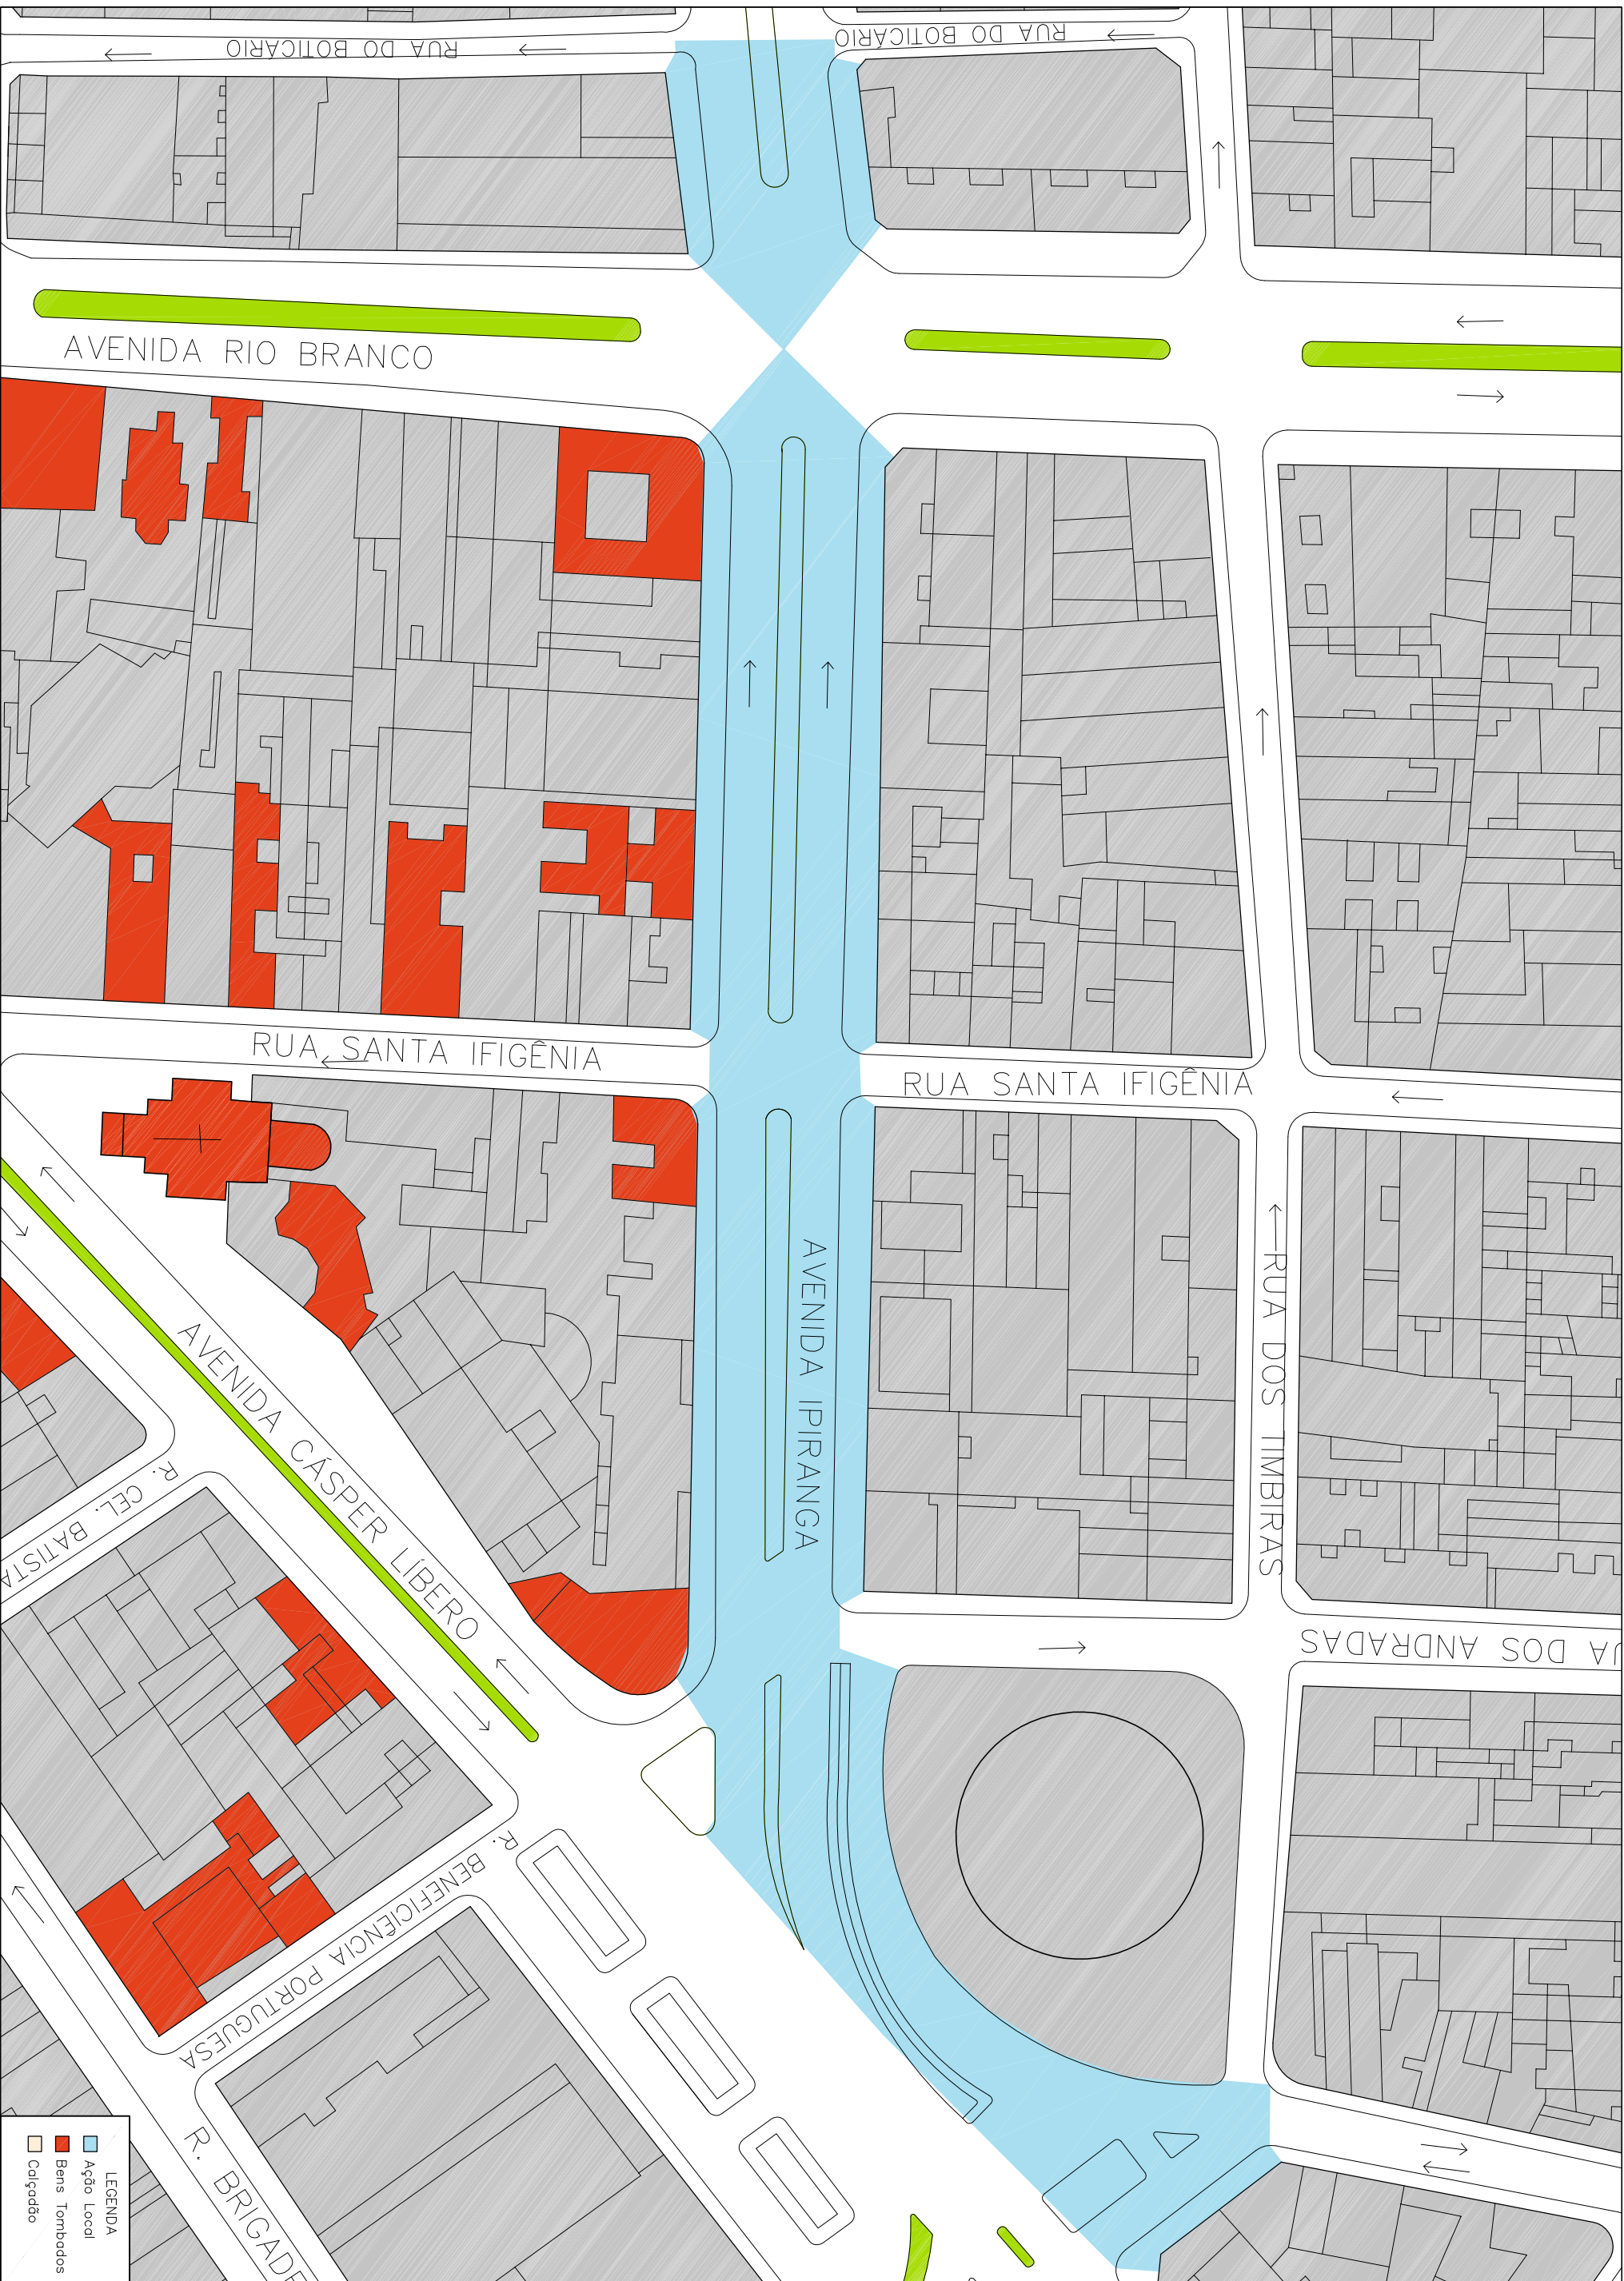 RUA DO BOTICÁRIO
RUA DO BOTICÁRIO
AVENIDA RIO BRANCO
RUA SANTA IFIGÊNIA
RUA SANTA IFIGÊNIA
AVENIDA IPIRANGA
RUA DOS TIMBIRAS
AVENIDA CÁSPER LÍBERO
R. CEL. BATISTA
UA DOS ANDRADAS
R. BENEFICIÊNCIA PORTUGUESA
R. BRIGADE
LEGENDA
Ação Local
Bens Tombados
Calçadão